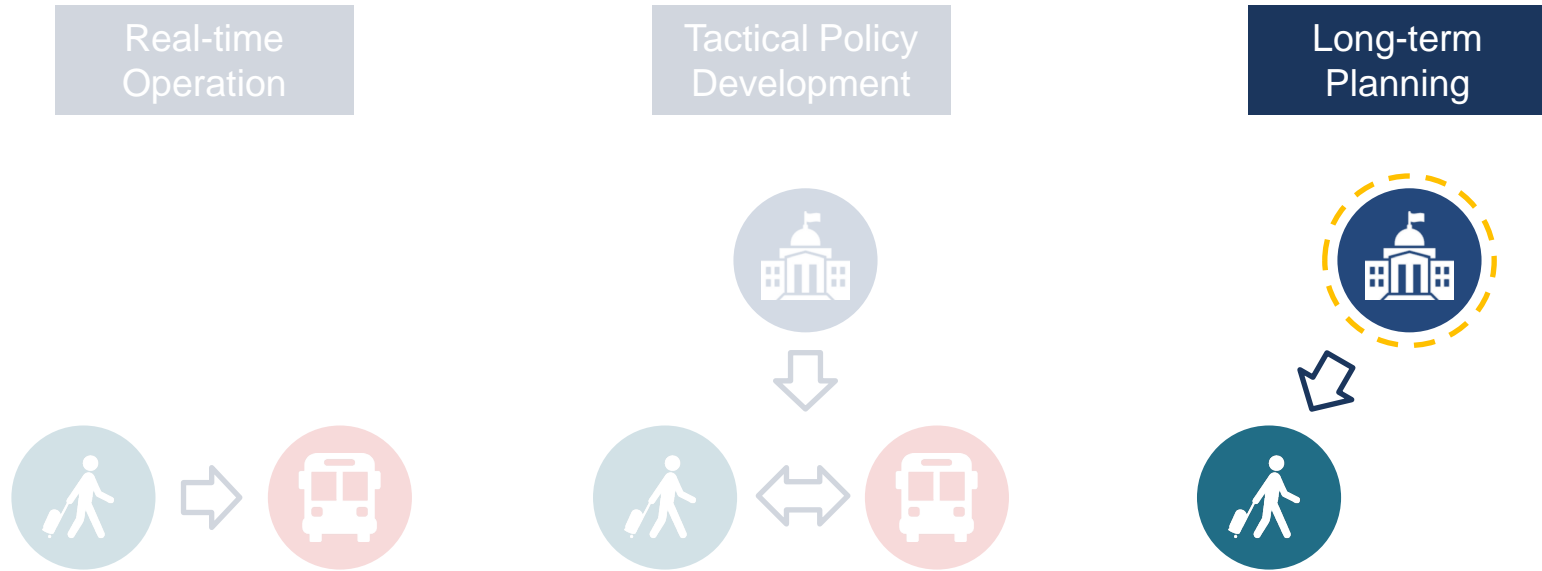 Real-time
Operation
Tactical Policy
Development
Long-term
Planning